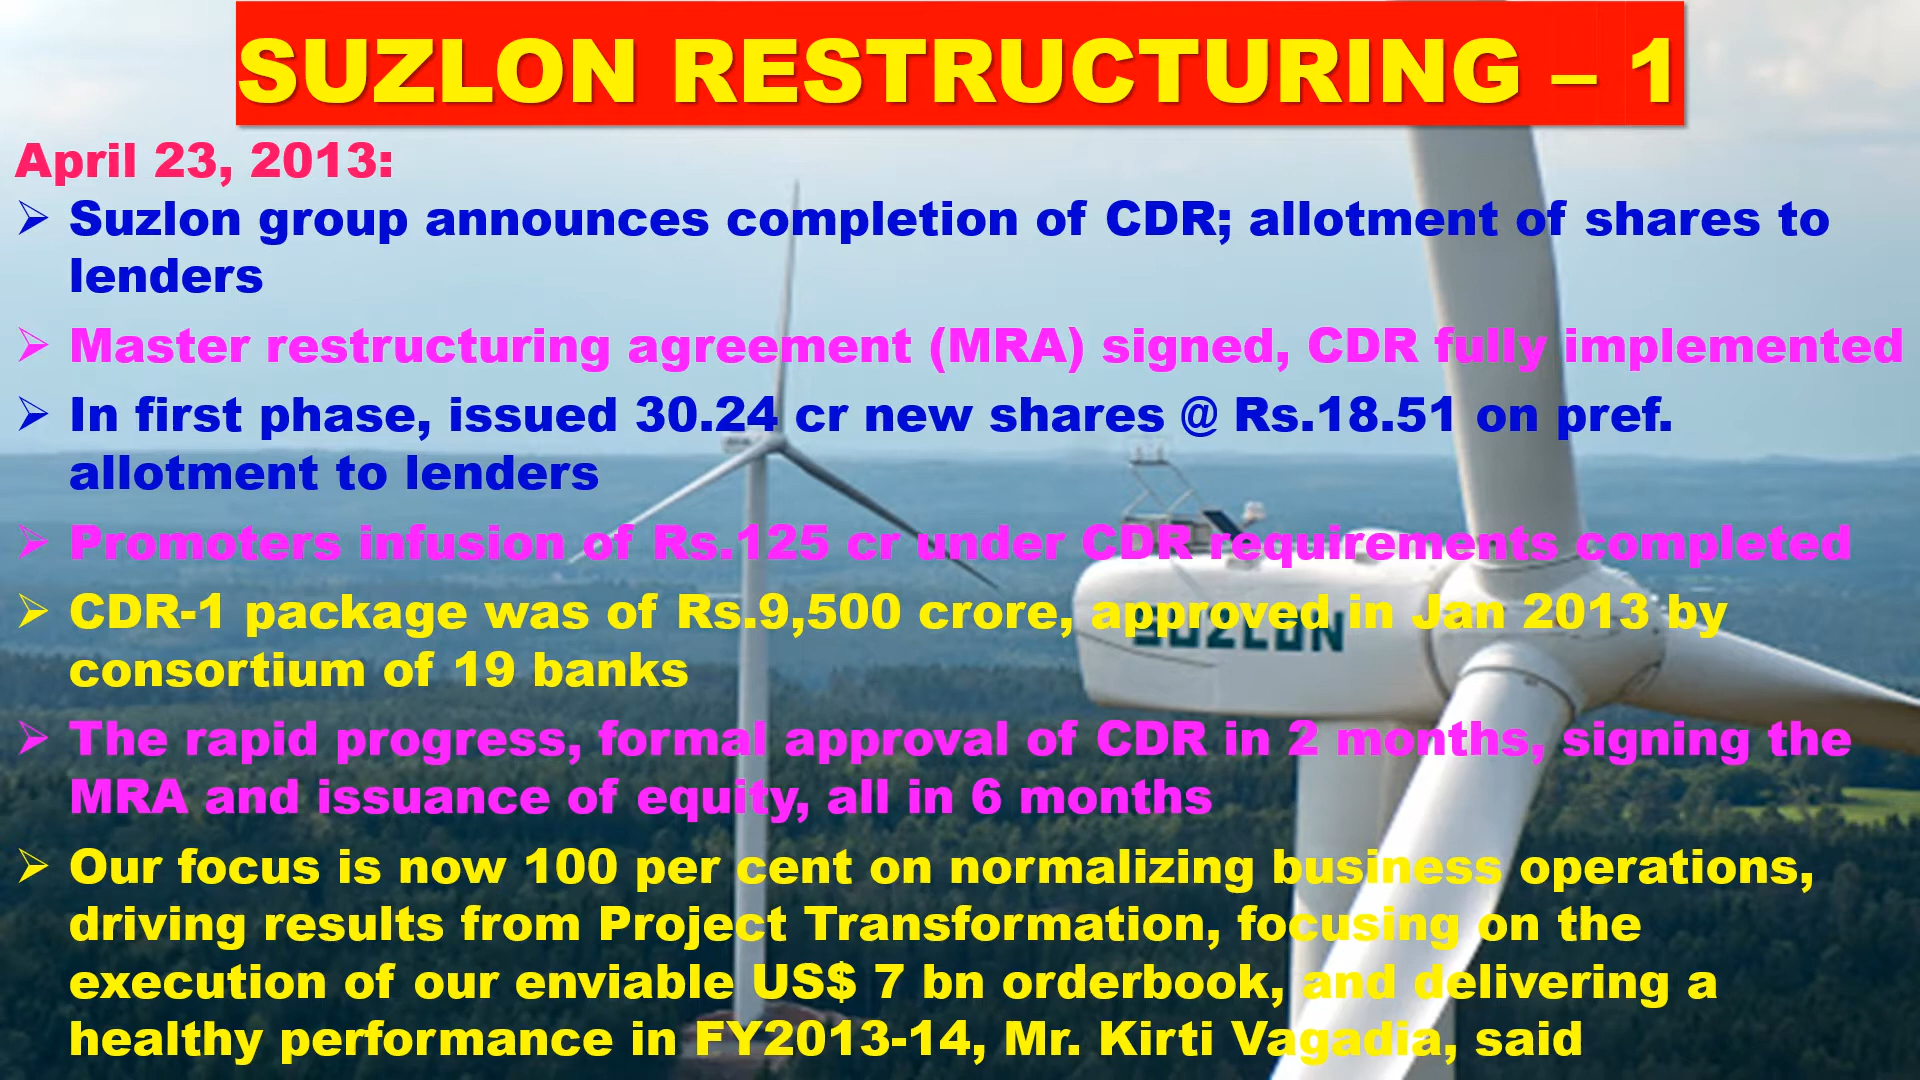 SUZLON RESTRUCTURING – 1
April 23, 2013:
➢ Suzlon group announces completion of CDR; allotment of shares to
lenders
➢ Master restructuring agreement (MRA) signed, CDR fully implemented
➢ In first phase, issued 30.24 cr new shares @ Rs.18.51 on pref.
allotment to lenders
➢ Promoters infusion of Rs.125 cr under CDR requirements completed
➢ CDR-1 package was of Rs.9,500 crore, approved in Jan 2013 by
SUZLON
consortium of 19 banks
➢ The rapid progress, formal approval of CDR in 2 months, signing the
MRA and issuance of equity, all in 6 months
➢ Our focus is now 100 per cent on normalizing business operations,
driving results from Project Transformation, focusing on the
execution of our enviable US$ 7 bn orderbook, and delivering a
healthy performance in FY2013-14, Mr. Kirti Vagadia, said